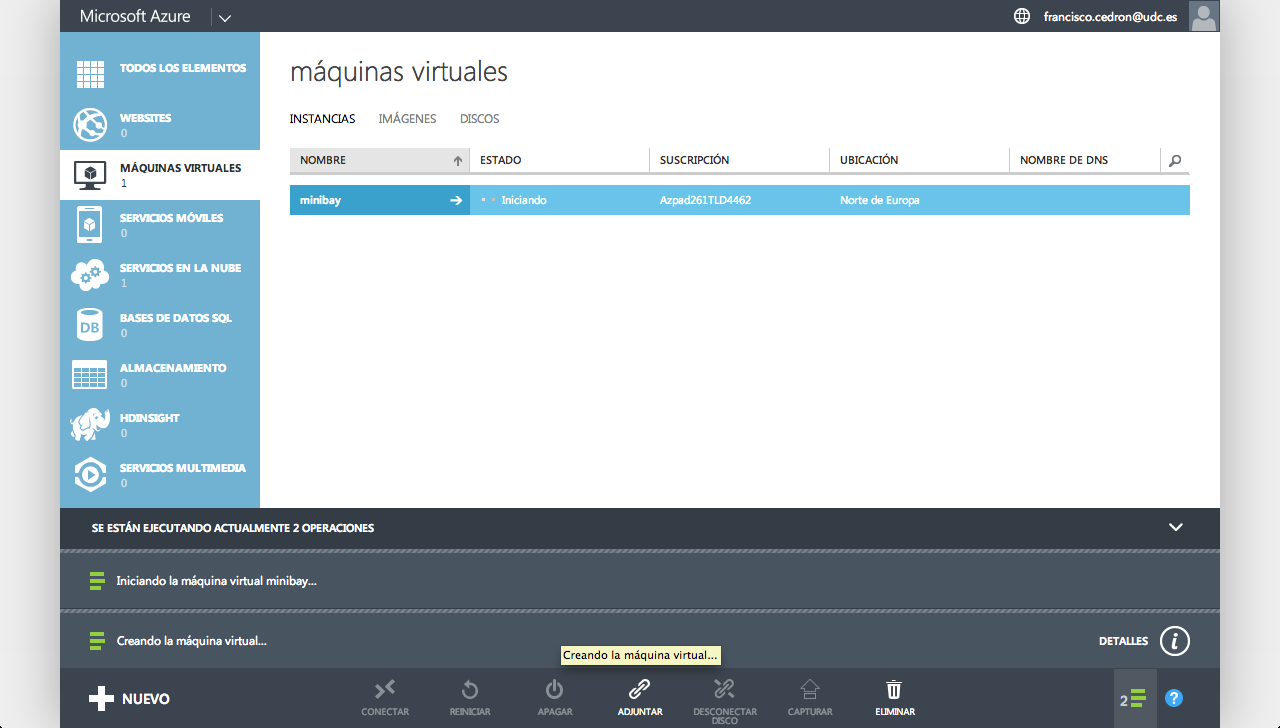 Microsoft Azure
francisco.cedron@udc.es
TODOS LOS ELEMENTOS
WEBSITES
0
MÁQUINAS VIRTUALES
1
SERVICIOS MÓVILES
0
SERVICIOS EN LA NUBE
1
BASES DE DATOS SQL
0
DB
ALMACENAMIENTO
0
HDINSIGHT
0
SERVICIOS MULTIMEDIA
0
máquinas virtuales
INSTANCIAS IMÁGENES DISCOS
NOMBRE ESTADO SUSCRIPCIÓN UBICACIÓN NOMBRE DE DNS
minibay Iniciando Azpad261TLD4462 Norte de Europa
SE ESTÁN EJECUTANDO ACTUALMENTE 2 OPERACIONES
Iniciando la máquina virtual minibay...
Creando la máquina virtual...
DETALLES i
Creando la máquina virtual...
NUEVO
CONECTAR
REINICIAR
APAGAR
ADJUNTAR
DESCONECTAR
DISCO
CAPTURAR
ELIMINAR
2
?